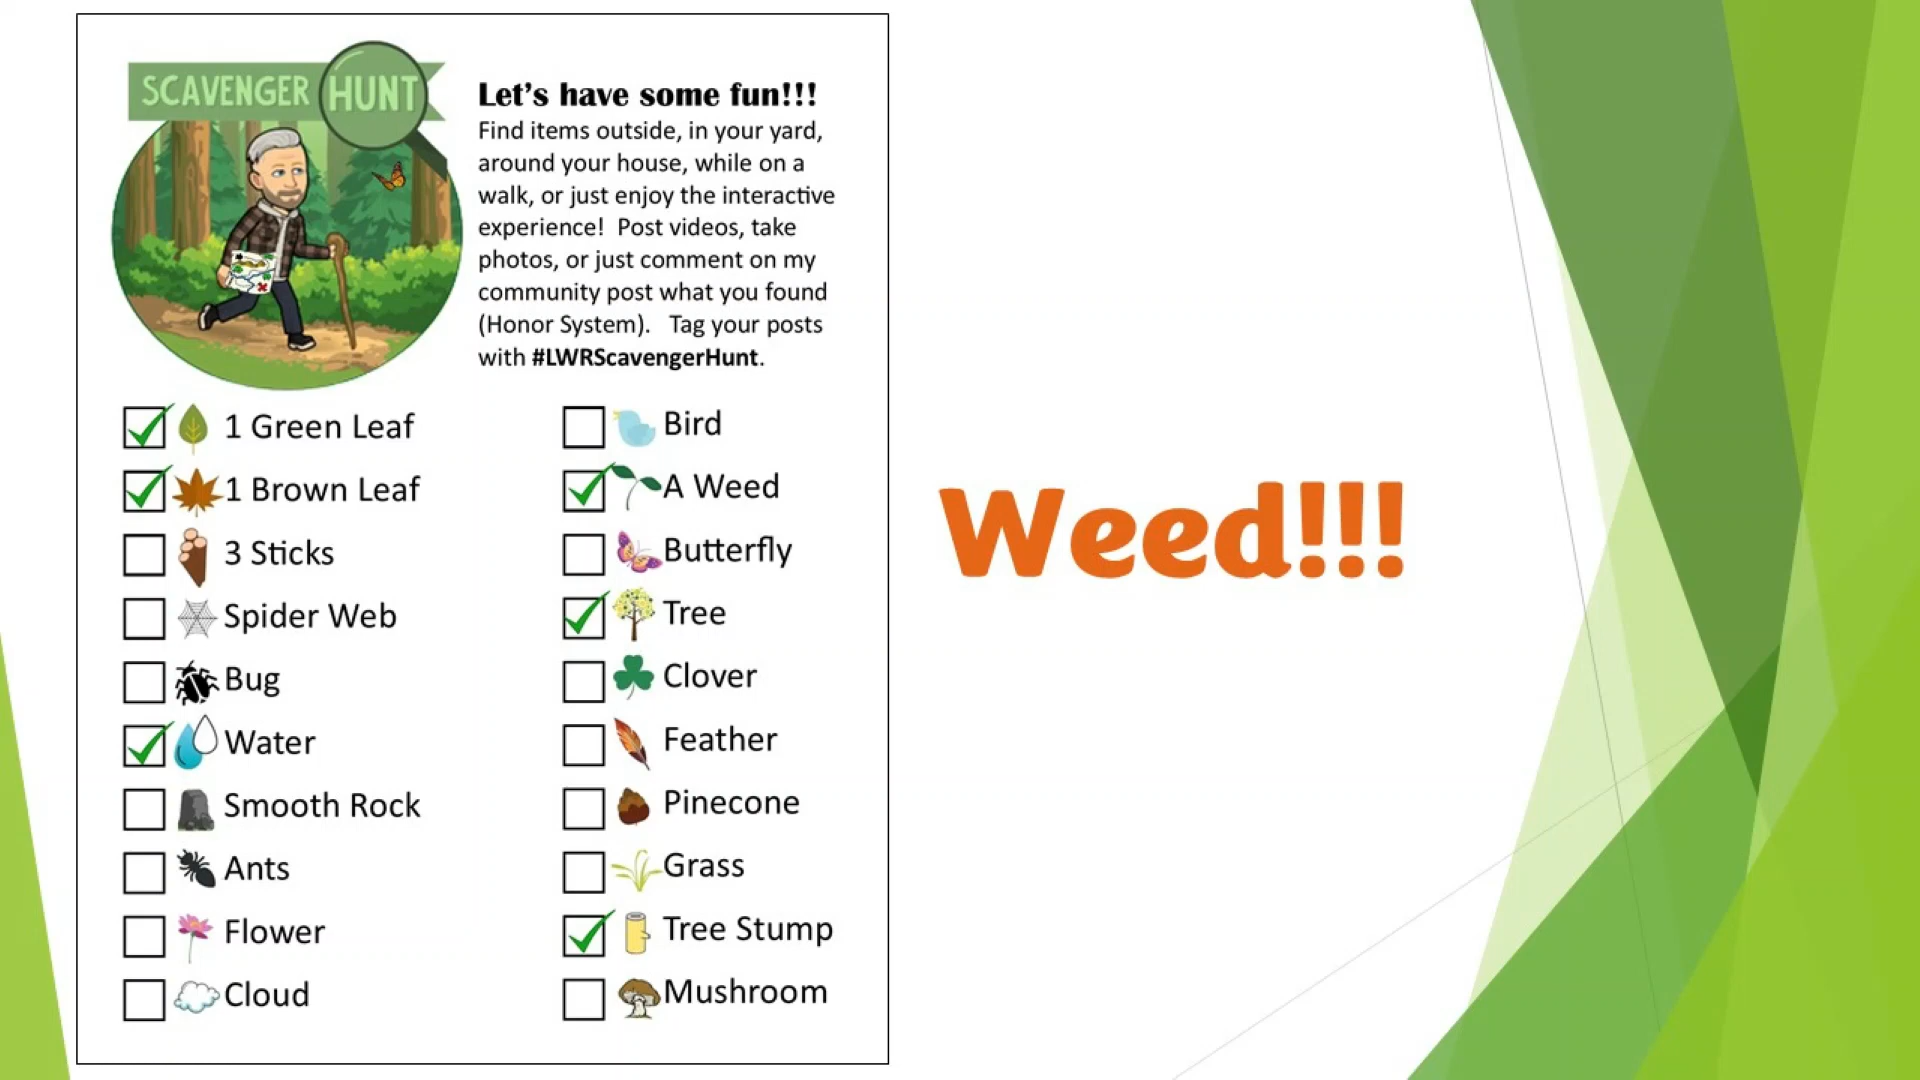 SCAVENGER HUNT
Let's have some fun!!!
Find items outside, in your yard,
around your house, while on a
walk, or just enjoy the interactive
experience!  Post videos, take
photos, or just comment on my
community post what you found
(Honor System).   Tag your posts
with #LWRScavengerHunt.
1 Green Leaf
1 Brown Leaf
3 Sticks
Spider Web
Bug
Water
Smooth Rock
Ants
Flower
Cloud
Bird
A Weed
Butterfly
Tree
Clover
Feather
Pinecone
Grass
Tree Stump
Mushroom
Weed!!!